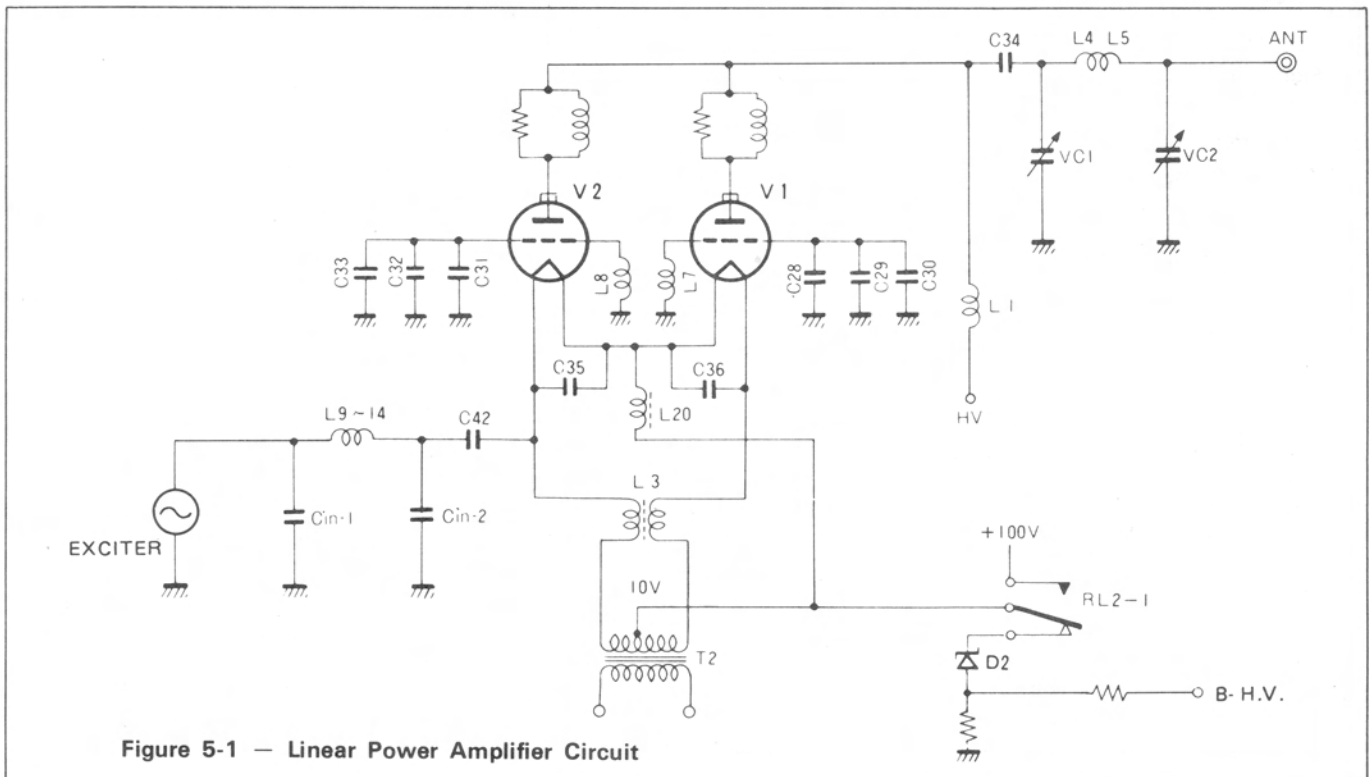 C34
L4 L5
ANT
VC1
VC2
V2
V1
C33
C32
C31
L8
L7
C28
C29
C30
L1
C35
C36
L20
HV
L9~14
C42
L3
Cin-1
Cin-2
EXCITER
+100V
10V
RL2-1
T2
D2
B- H.V.
Figure 5-1 — Linear Power Amplifier Circuit